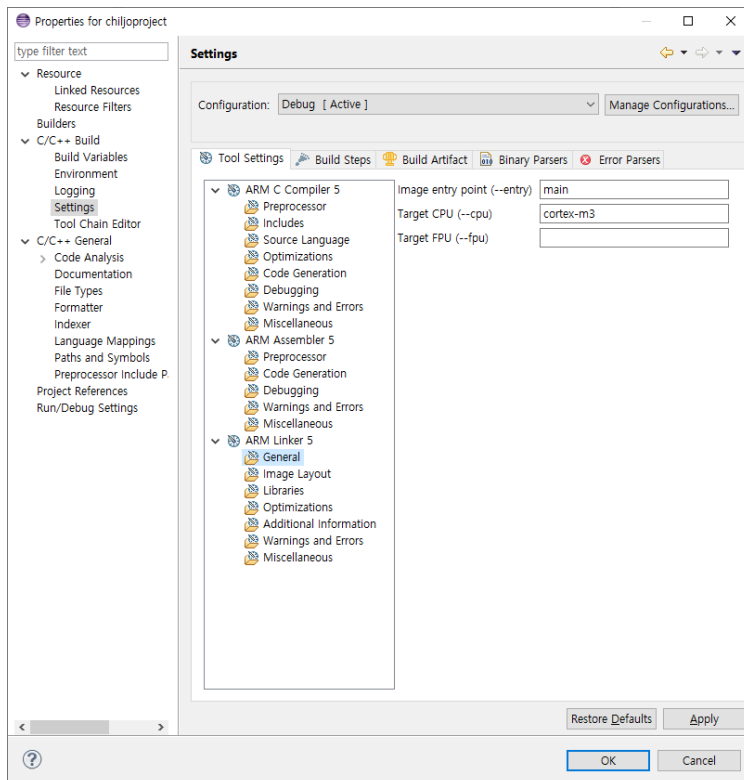 Properties for chiljoproject
type filter text
Settings
Resource
Linked Resources
Resource Filters
Builders
C/C++ Build
Build Variables
Environment
Logging
Settings
Tool Chain Editor
C/C++ General
Code Analysis
Documentation
File Types
Formatter
Indexer
Language Mappings
Paths and Symbols
Preprocessor Include P
Project References
Run/Debug Settings
Configuration:
Debug [ Active ]
Manage Configurations...
Tool Settings
Build Steps
Build Artifact
Binary Parsers
Error Parsers
ARM C Compiler 5
Preprocessor
Includes
Source Language
Optimizations
Code Generation
Debugging
Warnings and Errors
Miscellaneous
ARM Assembler 5
Preprocessor
Code Generation
Debugging
Warnings and Errors
Miscellaneous
ARM Linker 5
General
Image Layout
Libraries
Optimizations
Additional Information
Warnings and Errors
Miscellaneous
Image entry point (--entry) main
Target CPU (--cpu) cortex-m3
Target FPU (--fpu)
Restore Defaults
Apply
OK
Cancel